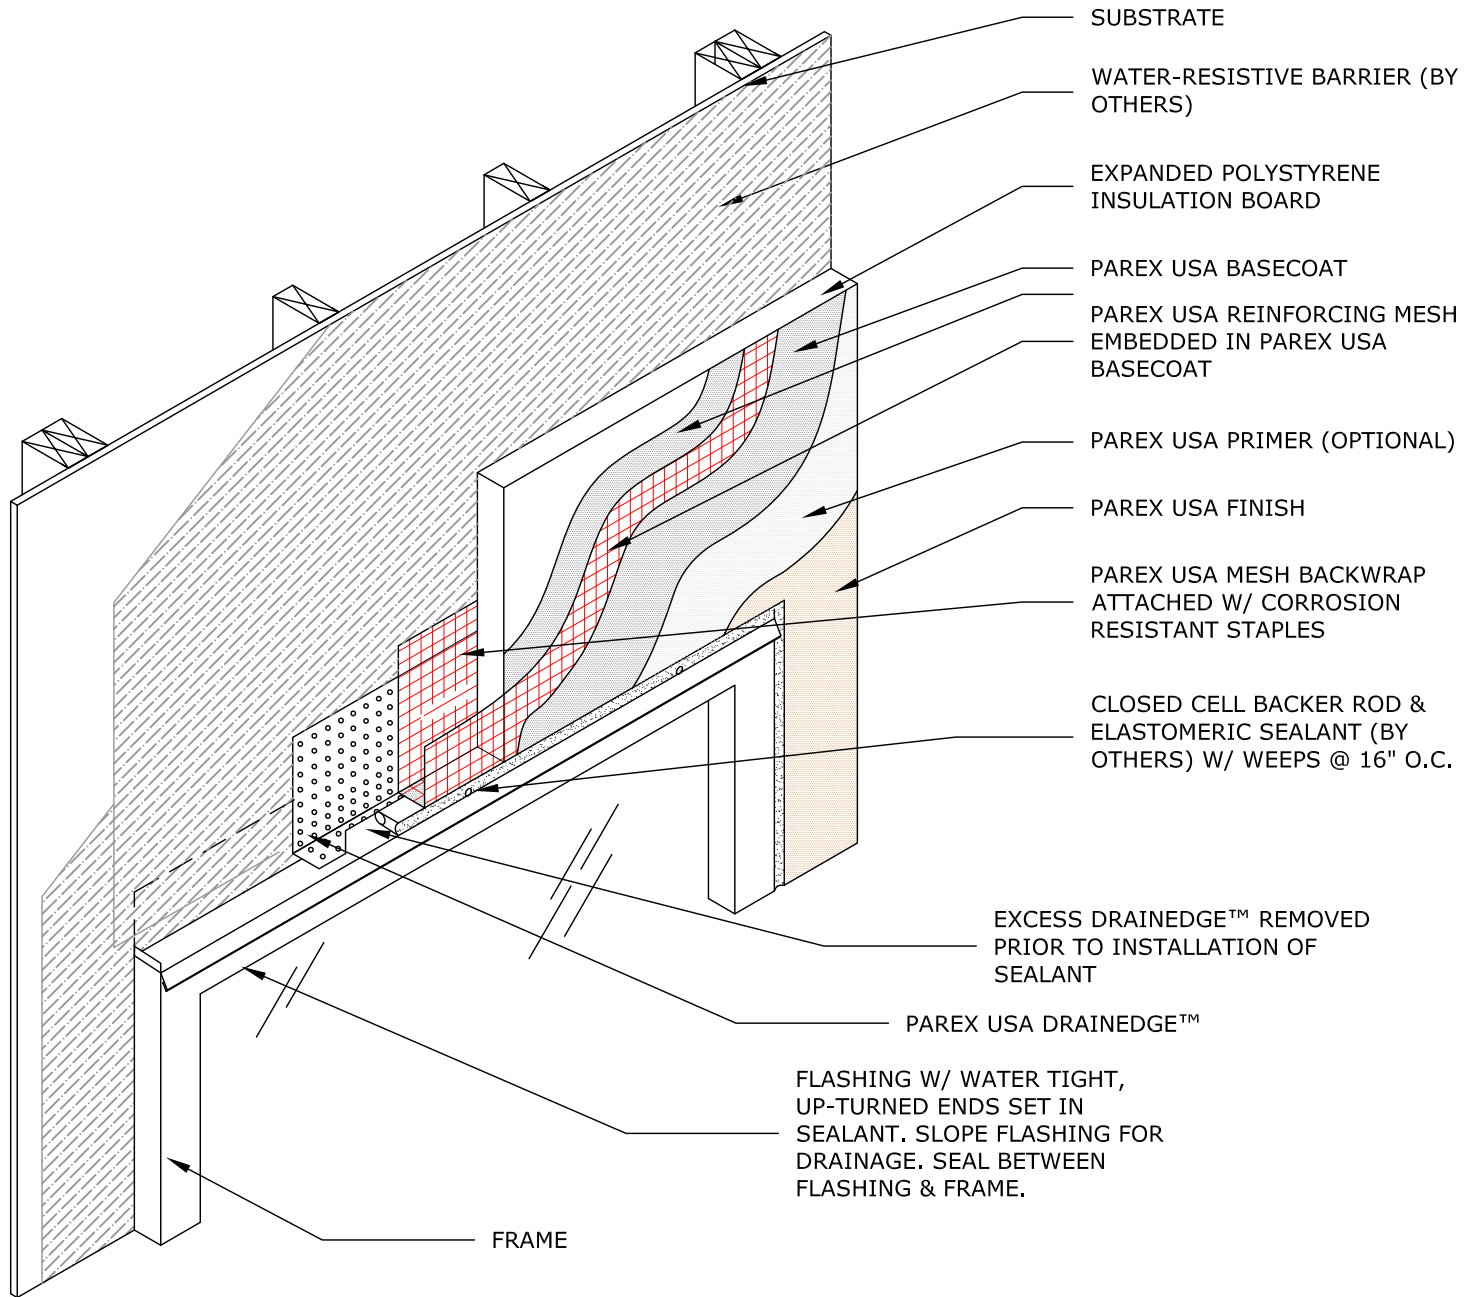 SUBSTRATE
WATER-RESISTIVE BARRIER (BY
OTHERS)
EXPANDED POLYSTYRENE
INSULATION BOARD
PAREX USA BASECOAT
PAREX USA REINFORCING MESH
EMBEDDED IN PAREX USA
BASECOAT
PAREX USA PRIMER (OPTIONAL)
PAREX USA FINISH
PAREX USA MESH BACKWRAP
ATTACHED W/ CORROSION
RESISTANT STAPLES
CLOSED CELL BACKER ROD &
ELASTOMERIC SEALANT (BY
OTHERS) W/ WEEPS @ 16" O.C.
EXCESS DRAINEDGE™ REMOVED
PRIOR TO INSTALLATION OF
SEALANT
PAREX USA DRAINEDGE™
FLASHING W/ WATER TIGHT,
UP-TURNED ENDS SET IN
SEALANT. SLOPE FLASHING FOR
DRAINAGE. SEAL BETWEEN
FLASHING & FRAME.
FRAME